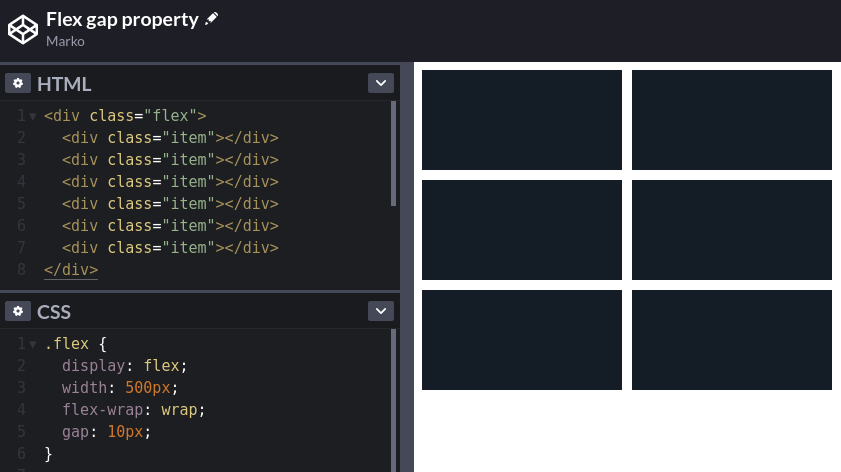 Flex gap property
Marko
HTML
1 <div class="flex">
2   <div class="item"></div>
3   <div class="item"></div>
4   <div class="item"></div>
5   <div class="item"></div>
6   <div class="item"></div>
7   <div class="item"></div>
8 </div>
CSS
1 .flex {
2   display: flex;
3   width: 500px;
4   flex-wrap: wrap;
5   gap: 10px;
6 }